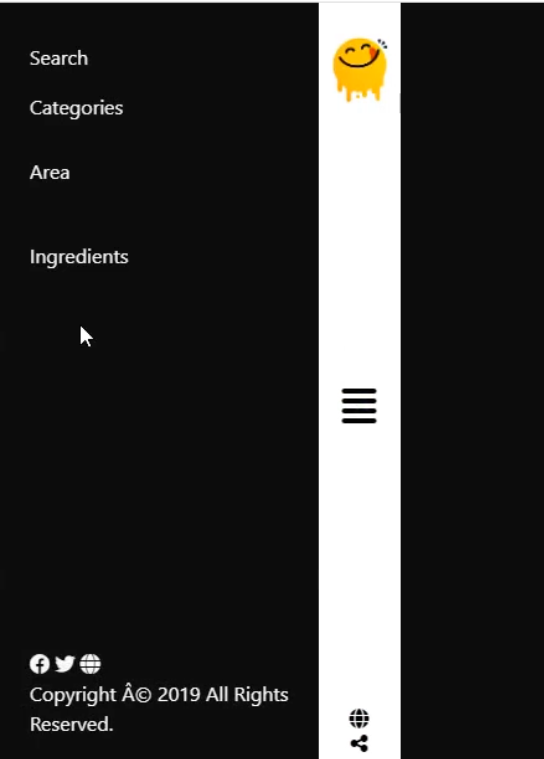 Search
Categories
Area
Ingredients
Copyright Â© 2019 All Rights
Reserved.